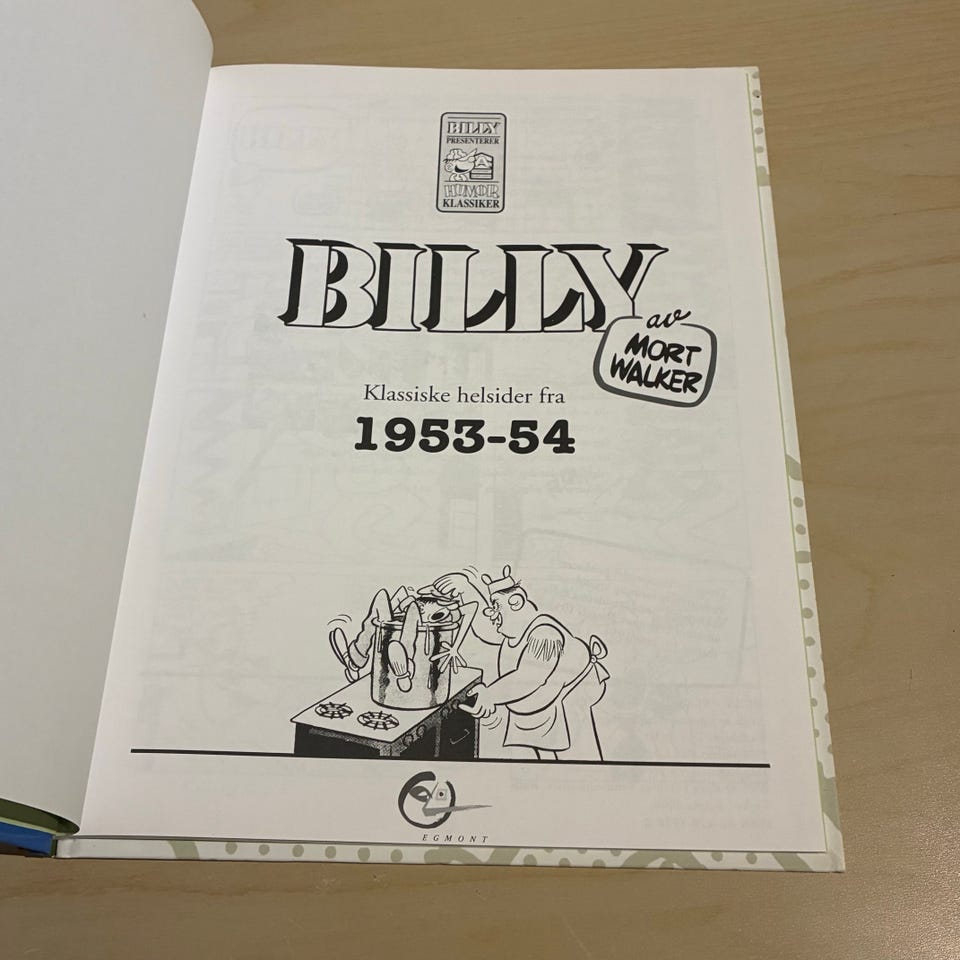 BILLY
PRESENTERER
HUMOR
KLASSIKER
BILLY
av
MORT
WALKER
Klassiske helsider fra
1953-54
EGMONT